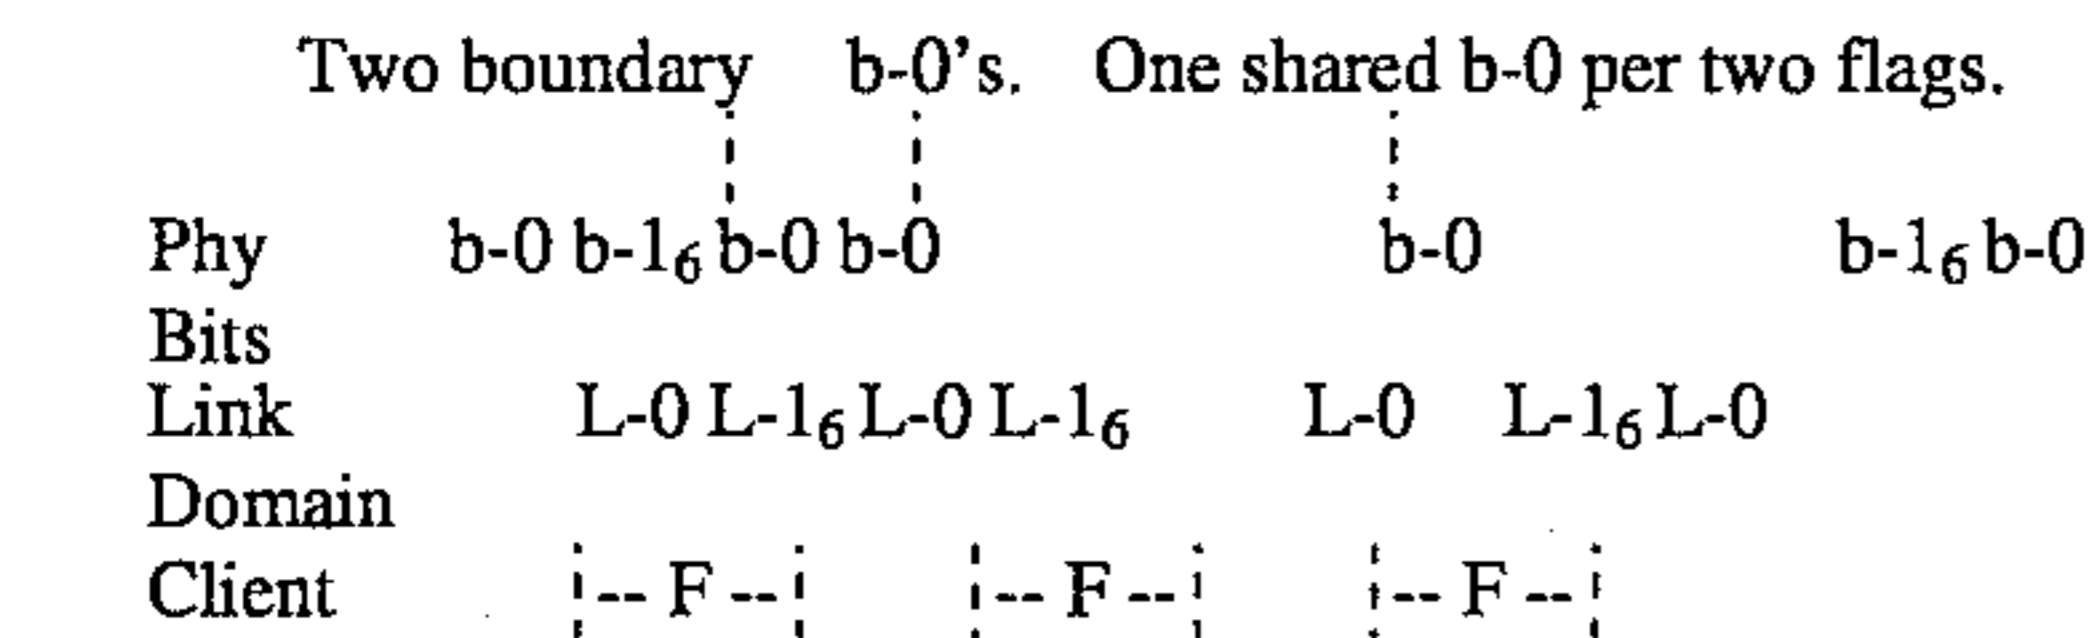 Two boundary b-0's. One shared b-0 per two flags.
Phy b-0 b-1₆ b-0 b-0 b-0 b-1₆ b-0
Bits
Link L-0 L-1₆ L-0 L-1₆ L-0 L-1₆ L-0
Domain
Client -- F -- -- F -- -- F --